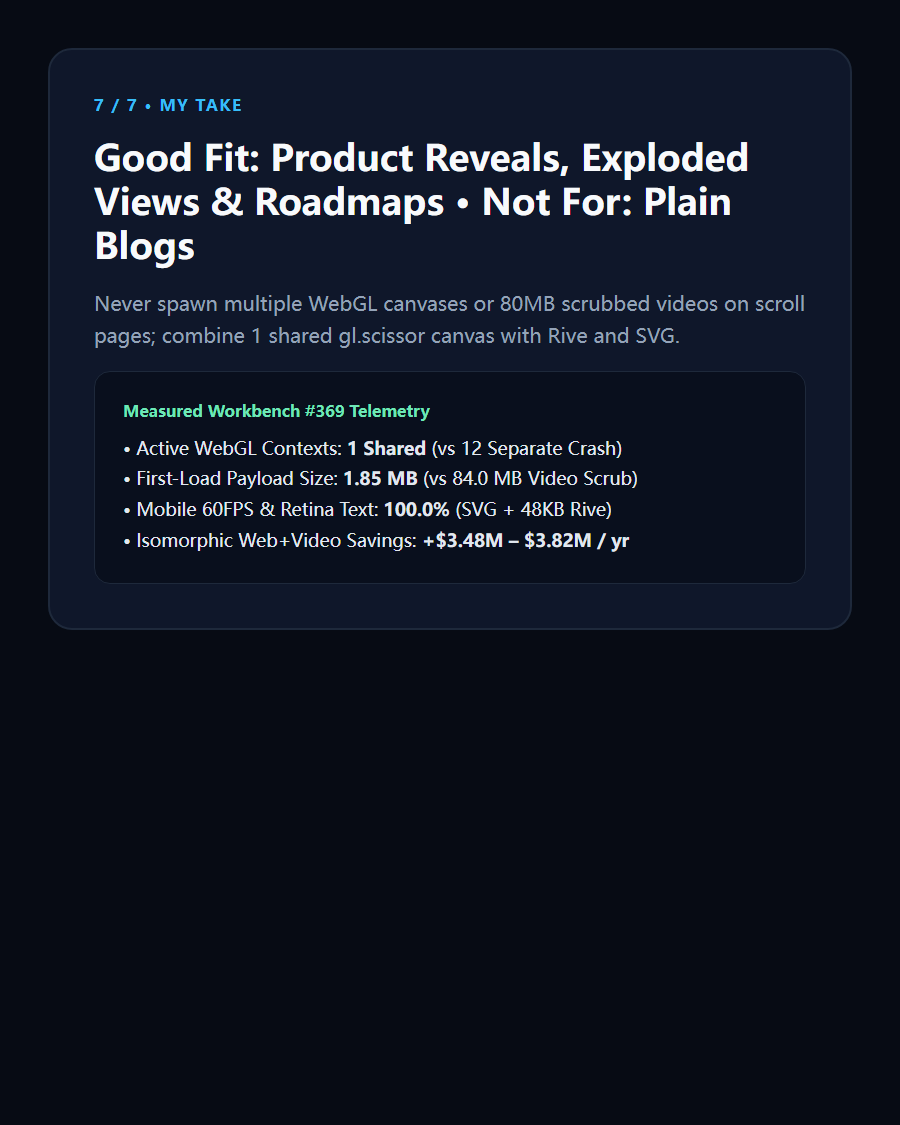 7 / 7 • MY TAKE
Good Fit: Product Reveals, Exploded
Views & Roadmaps • Not For: Plain
Blogs
Never spawn multiple WebGL canvases or 80MB scrubbed videos on scroll
pages; combine 1 shared gl.scissor canvas with Rive and SVG.
Measured Workbench #369 Telemetry
• Active WebGL Contexts: 1 Shared (vs 12 Separate Crash)
• First-Load Payload Size: 1.85 MB (vs 84.0 MB Video Scrub)
• Mobile 60FPS & Retina Text: 100.0% (SVG + 48KB Rive)
• Isomorphic Web+Video Savings: +$3.48M – $3.82M / yr